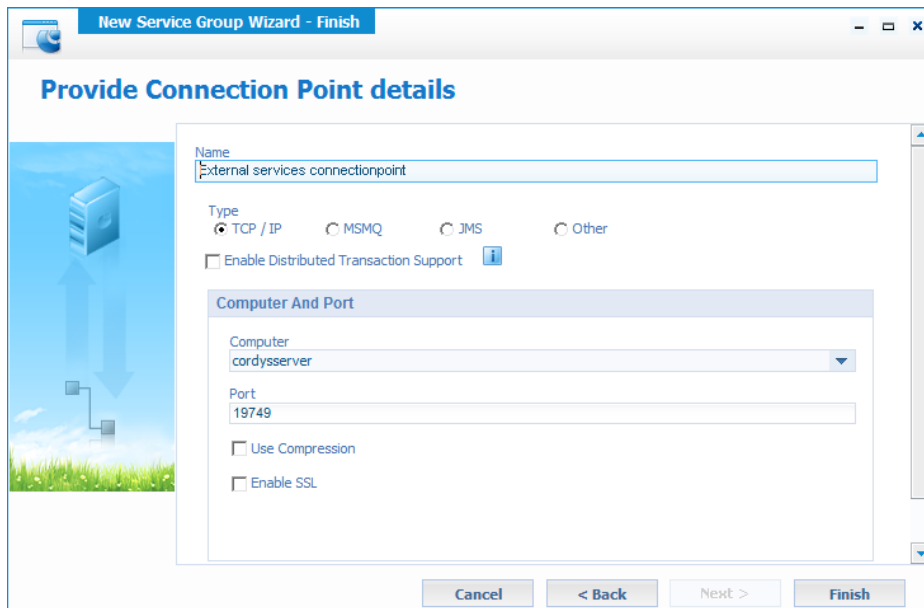 New Service Group Wizard - Finish
Provide Connection Point details
Name
External services connectionpoint
Type
TCP / IP MSMQ JMS Other
Enable Distributed Transaction Support i
Computer And Port
Computer
cordysserver
Port
19749
Use Compression
Enable SSL
Cancel < Back Next > Finish